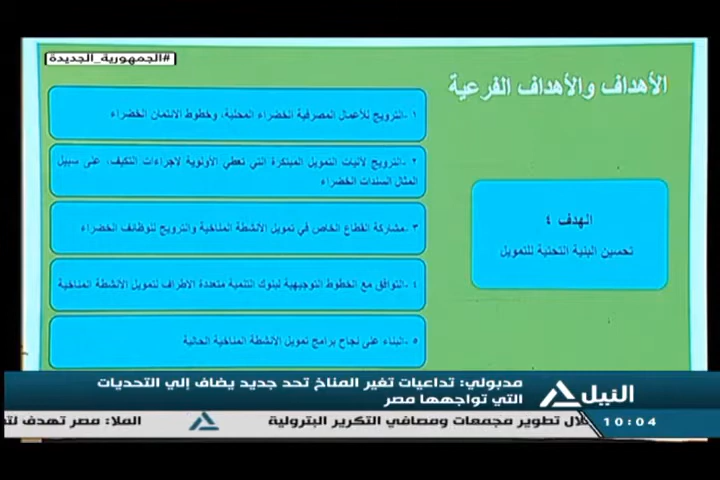 #الجمهورية_الجديدة
الأهداف والأهداف الفرعية
الهدف ٤
تحسين البنية التحتية للتمويل
١ -الترويج للأعمال المصرفية الخضراء المحلية، وخطوط الائتمان الخضراء
٢ -الترويج لآليات التمويل المبتكرة التي تعطي الأولوية لاجراءات التكيف، على سبيل
المثال السندات الخضراء
٣ -مشاركة القطاع الخاص في تمويل الأنشطة المناخية والترويج للوظائف الخضراء
٤ -التوافق مع الخطوط التوجيهية لبنوك التنمية متعددة الأطراف لتمويل الأنشطة المناخية
٥ -البناء على نجاح برامج تمويل الأنشطة المناخية الحالية
مدبولي: تداعيات تغير المناخ تحد جديد يضاف إلي التحديات
التي تواجهها مصر
النيل
10:04
لال تطوير مجمعات ومصافي التكرير البترولية
الملا: مصر تهدف لت